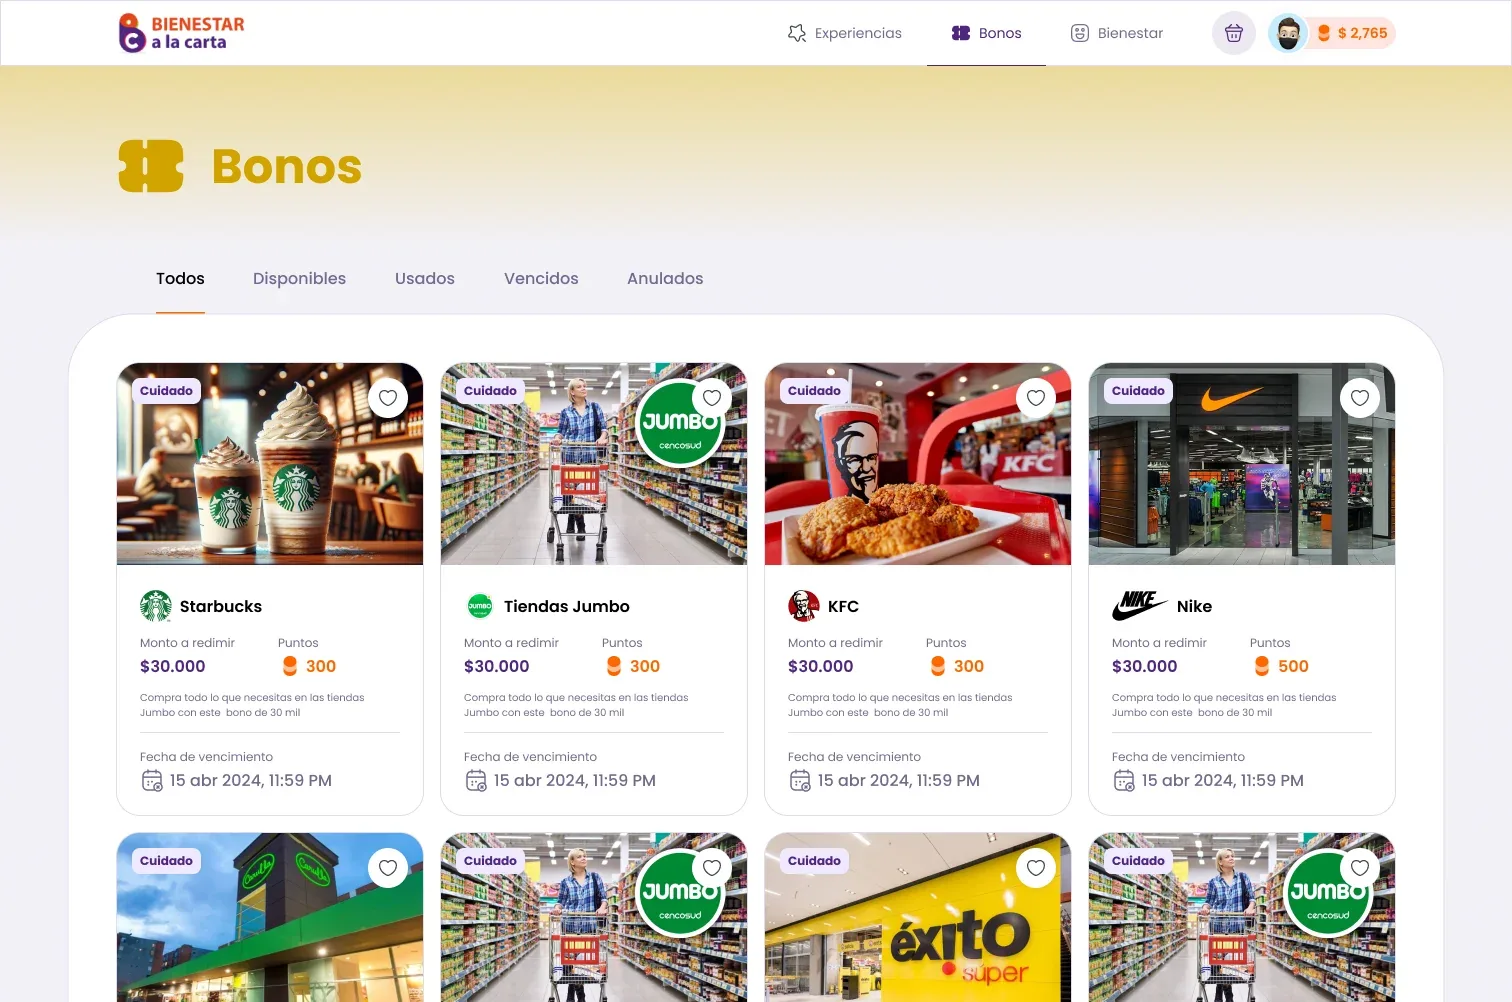 BIENESTAR
a la carta
Experiencias
Bonos
Bienestar
$ 2,765
Bonos
Todos
Disponibles
Usados
Vencidos
Anulados
Cuidado
Cuidado
JUMBO
cencosud
Cuidado
KFC
Cuidado
Starbucks
Monto a redimir
Puntos
$30.000
300
Compra todo lo que necesitas en las tiendas
Jumbo con este bono de 30 mil
Fecha de vencimiento
15 abr 2024, 11:59 PM
JUMBO
Tiendas Jumbo
Monto a redimir
Puntos
$30.000
300
Compra todo lo que necesitas en las tiendas
Jumbo con este bono de 30 mil
Fecha de vencimiento
15 abr 2024, 11:59 PM
KFC
Monto a redimir
Puntos
$30.000
300
Compra todo lo que necesitas en las tiendas
Jumbo con este bono de 30 mil
Fecha de vencimiento
15 abr 2024, 11:59 PM
NIKE
Nike
Monto a redimir
Puntos
$30.000
500
Compra todo lo que necesitas en las tiendas
Jumbo con este bono de 30 mil
Fecha de vencimiento
15 abr 2024, 11:59 PM
Cuidado
Carulla
Carulla
Cuidado
JUMBO
cencosud
Cuidado
éxito
súper
Cuidado
JUMBO
cencosud